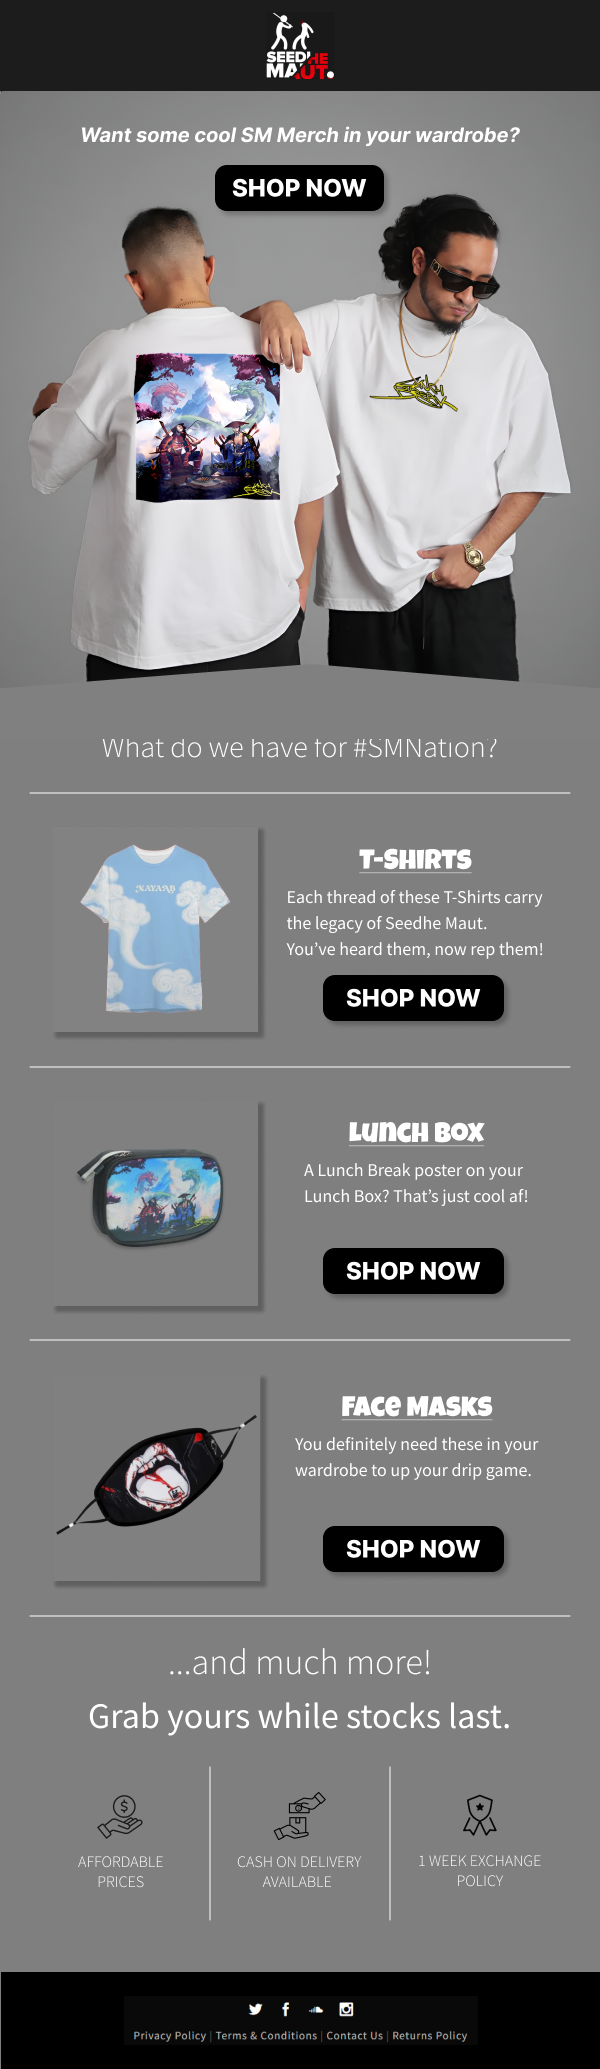 SEEDHE
MAUT.
Want some cool SM Merch in your wardrobe?
SHOP NOW
What do we have for #SMNation?
NAYAAB
T-SHIRTS
Each thread of these T-Shirts carry
the legacy of Seedhe Maut.
You’ve heard them, now rep them!
SHOP NOW
LUNCH BOX
A Lunch Break poster on your
Lunch Box? That’s just cool af!
SHOP NOW
FACE MASKS
You definitely need these in your
wardrobe to up your drip game.
SHOP NOW
...and much more!
Grab yours while stocks last.
AFFORDABLE
PRICES
CASH ON DELIVERY
AVAILABLE
1 WEEK EXCHANGE
POLICY
Privacy Policy | Terms & Conditions | Contact Us | Returns Policy